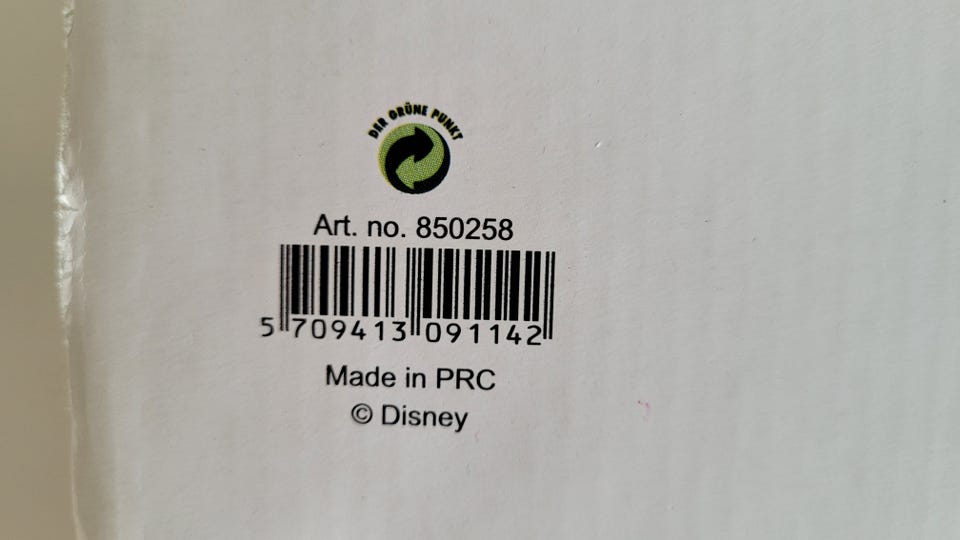 DER GRÜNE PUNKT
Art. no. 850258
5 709413 091142
Made in PRC
© Disney